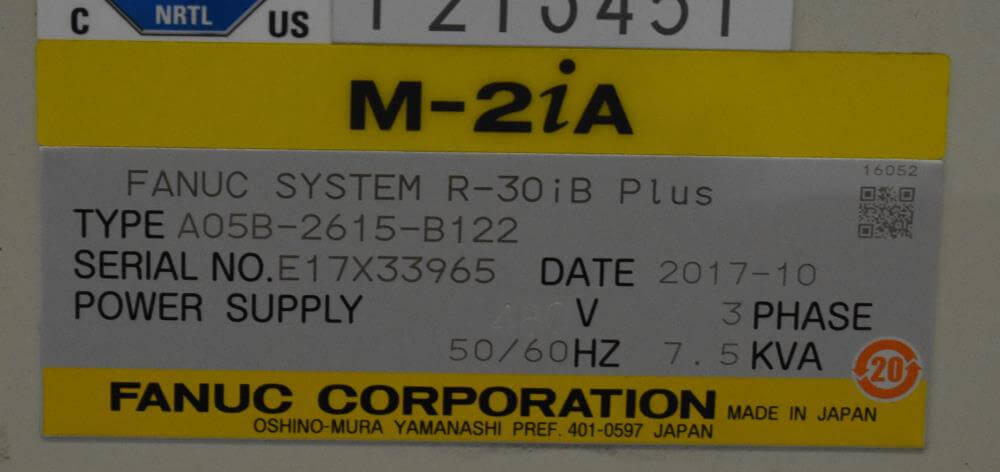 C NRTL US
M-2iA
16052
FANUC SYSTEM R-30iB Plus
TYPE A05B-2615-B122
SERIAL NO. E17X33965 DATE 2017-10
POWER SUPPLY V 3 PHASE
50/60HZ 7.5 KVA
20
FANUC CORPORATION MADE IN JAPAN
OSHINO-MURA YAMANASHI PREF. 401-0597 JAPAN